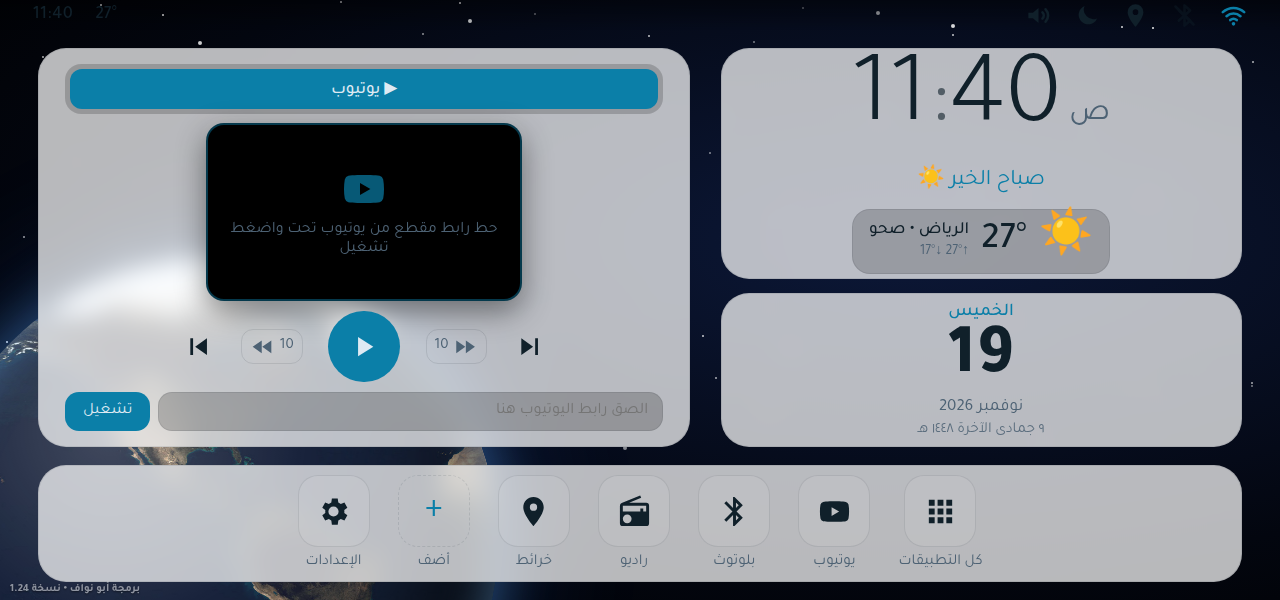 11:40 27°
▶ يوتيوب
حط رابط مقطع من يوتيوب تحت واضغط
تشغيل
10
10
الصق رابط اليوتيوب هنا
تشغيل
11:40 ص
صباح الخير
27°
الرياض • صحو
↑27° ↓17°
الخميس
19
نوفمبر 2026
٩ جمادى الآخرة ١٤٤٨ هـ
كل التطبيقات
يوتيوب
بلوتوث
راديو
خرائط
+
أضف
الإعدادات
برمجة أبو نواف • نسخة 1.24